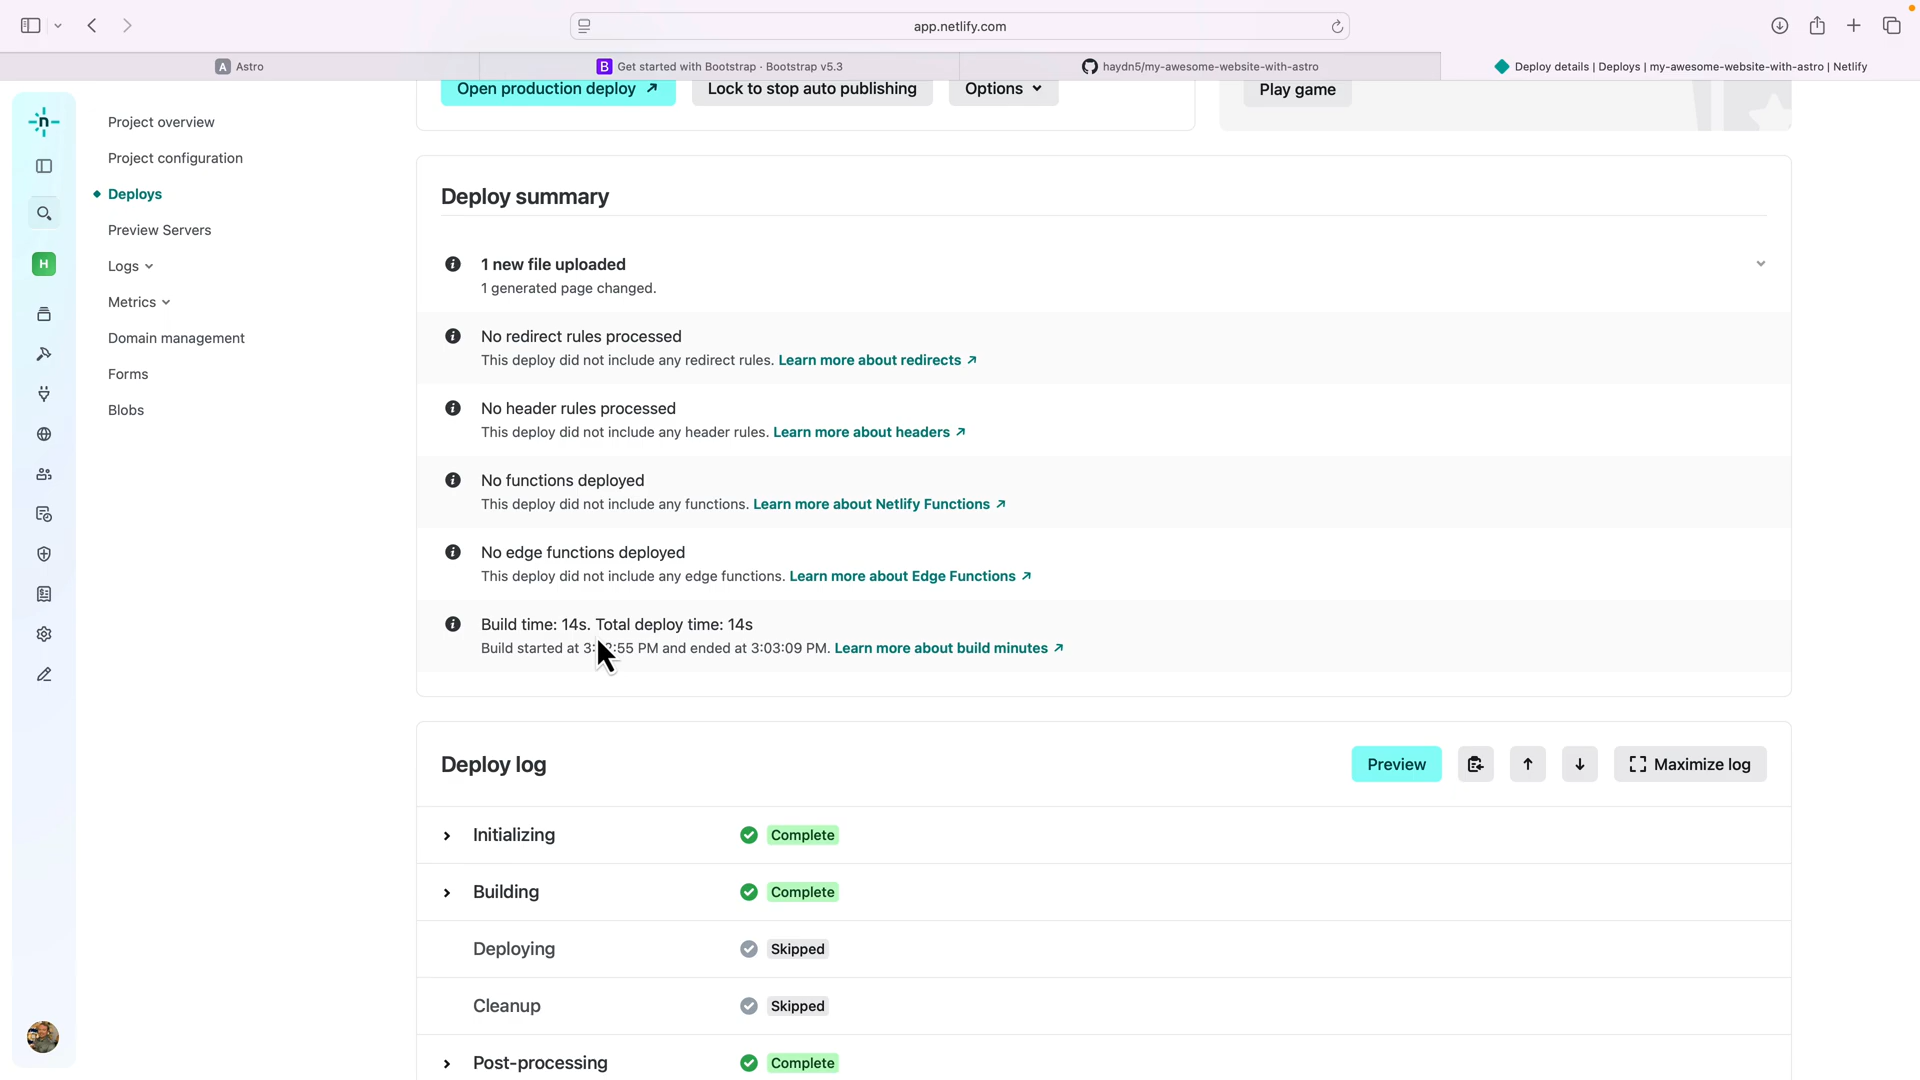 app.netlify.com
A Astro
B Get started with Bootstrap · Bootstrap v5.3
haydn5/my-awesome-website-with-astro
Deploy details | Deploys | my-awesome-website-with-astro | Netlify
Open production deploy ↗
Lock to stop auto publishing
Options
Play game
n
Project overview
Project configuration
Deploys
Preview Servers
H
Logs
Metrics
Domain management
Forms
Blobs
Deploy summary
1 new file uploaded
1 generated page changed.
No redirect rules processed
This deploy did not include any redirect rules. Learn more about redirects ↗
No header rules processed
This deploy did not include any header rules. Learn more about headers ↗
No functions deployed
This deploy did not include any functions. Learn more about Netlify Functions ↗
No edge functions deployed
This deploy did not include any edge functions. Learn more about Edge Functions ↗
Build time: 14s. Total deploy time: 14s
Build started at PM and ended at 3:03:09 PM. Learn more about build minutes ↗
Deploy log
Preview
Maximize log
Initializing
Complete
Building
Complete
Deploying
Skipped
Cleanup
Skipped
Post-processing
Complete